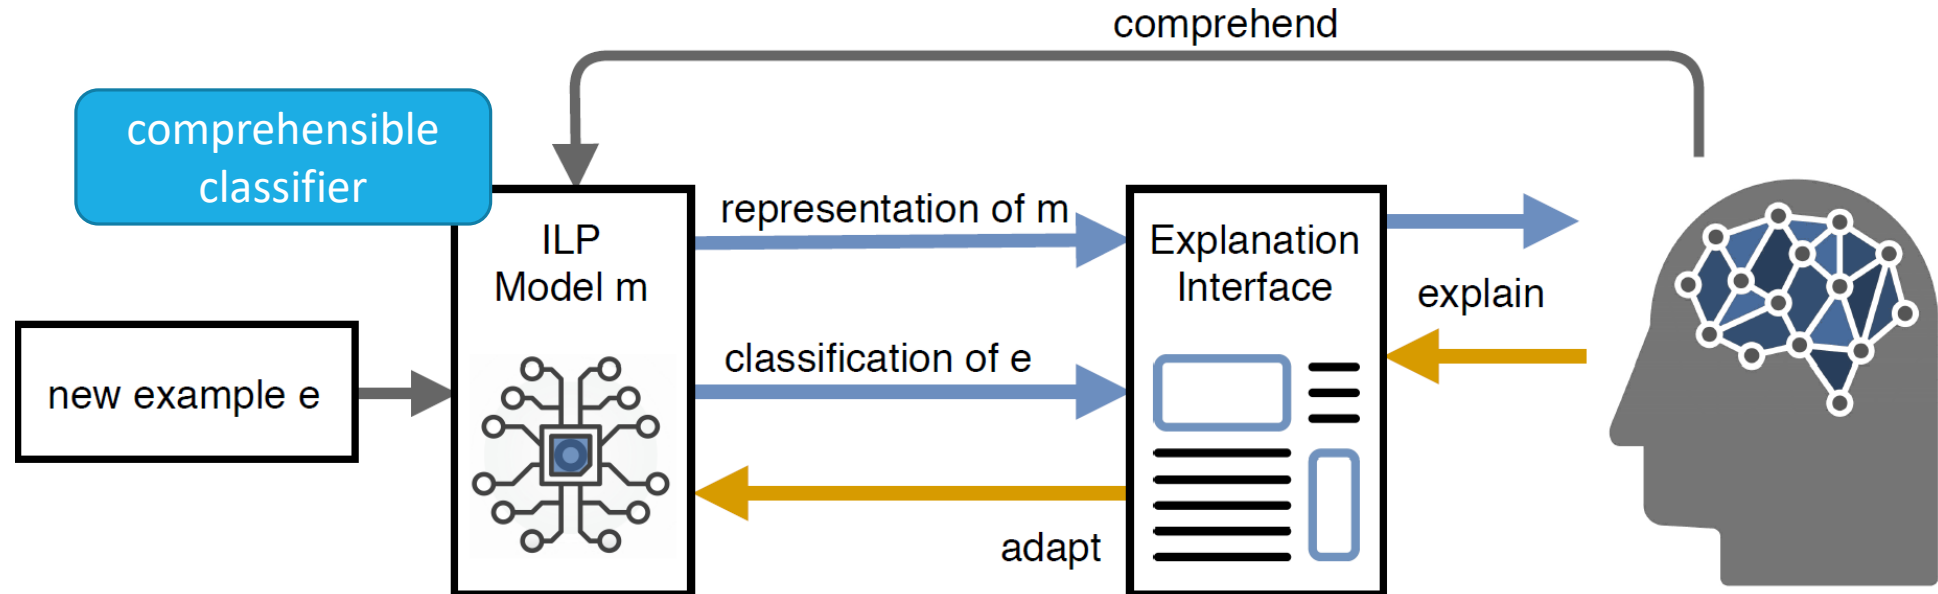 comprehend
comprehensible
classifier
representation of m
ILP
Model m
Explanation
Interface
explain
new example e
classification of e
adapt